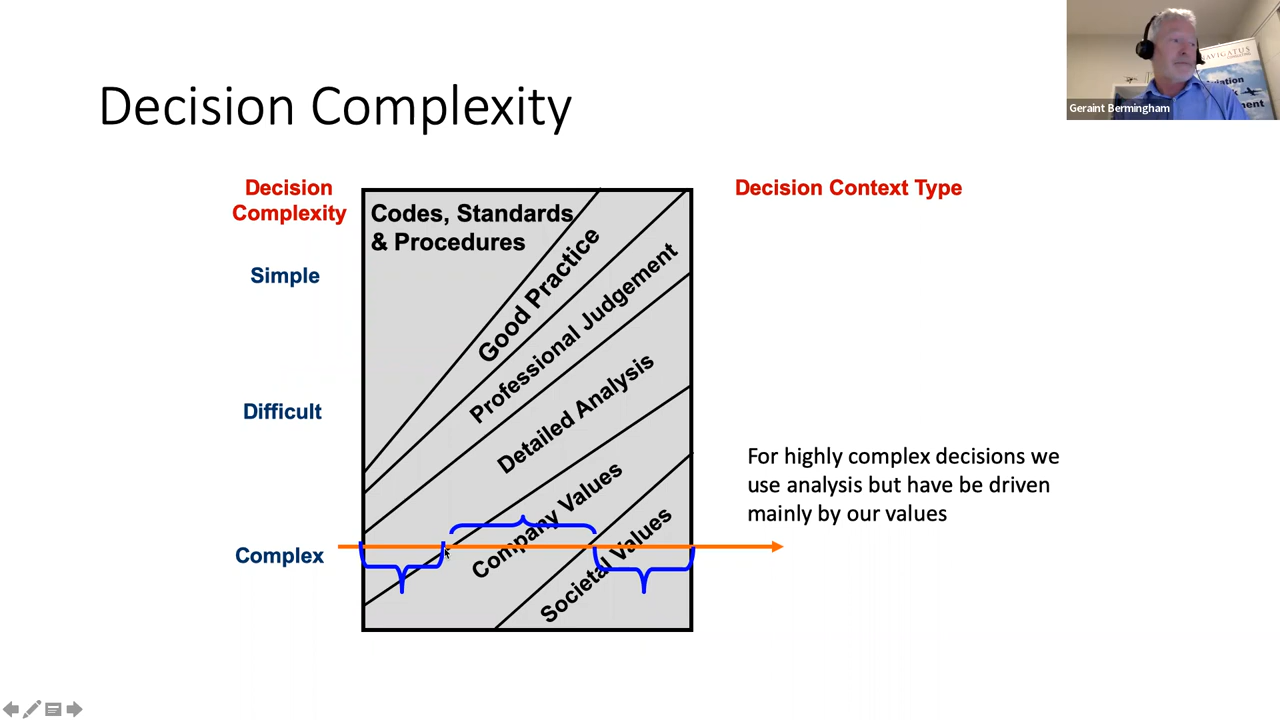 Decision Complexity
Geraint Bermingham
NAVIGATUS
Decision
Complexity
Decision Context Type
Codes, Standards
& Procedures
Simple
Good Practice
Professional Judgement
Difficult
Detailed Analysis
For highly complex decisions we
use analysis but have be driven
mainly by our values
Company Values
Complex
Societal Values